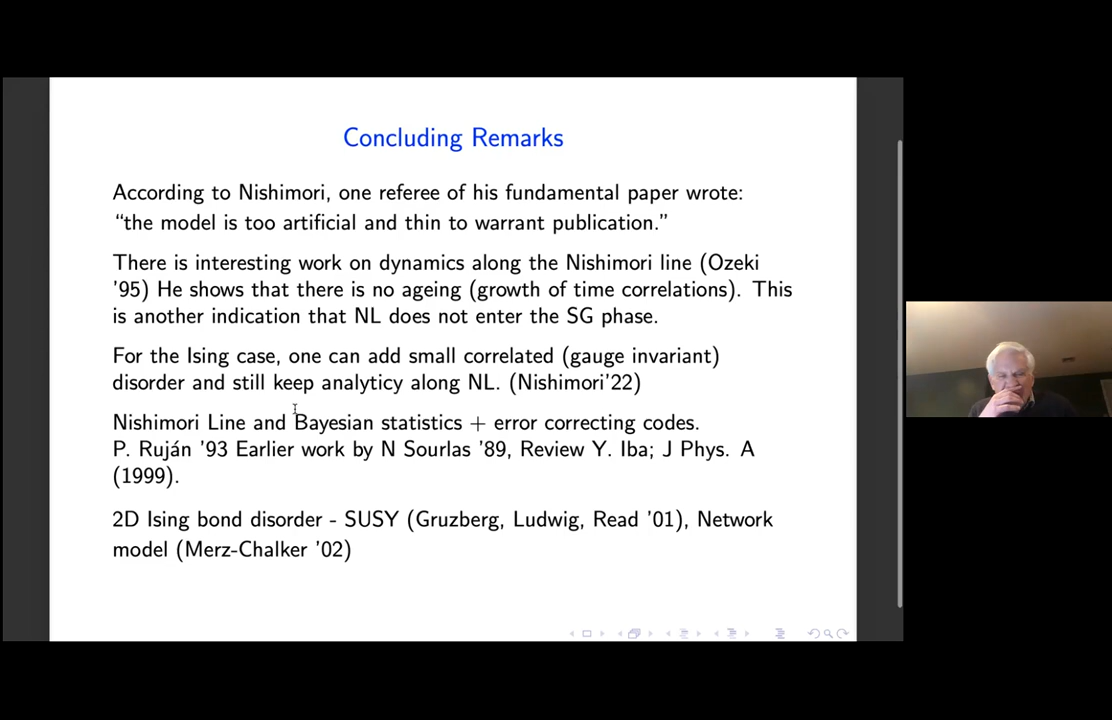 Concluding Remarks
According to Nishimori, one referee of his fundamental paper wrote:
“the model is too artificial and thin to warrant publication.”
There is interesting work on dynamics along the Nishimori line (Ozeki
’95) He shows that there is no ageing (growth of time correlations). This
is another indication that NL does not enter the SG phase.
For the Ising case, one can add small correlated (gauge invariant)
disorder and still keep analyticy along NL. (Nishimori’22)
Nishimori Line and Bayesian statistics + error correcting codes.
P. Ruján ’93 Earlier work by N Sourlas ’89, Review Y. Iba; J Phys. A
(1999).
2D Ising bond disorder - SUSY (Gruzberg, Ludwig, Read ’01), Network
model (Merz-Chalker ’02)